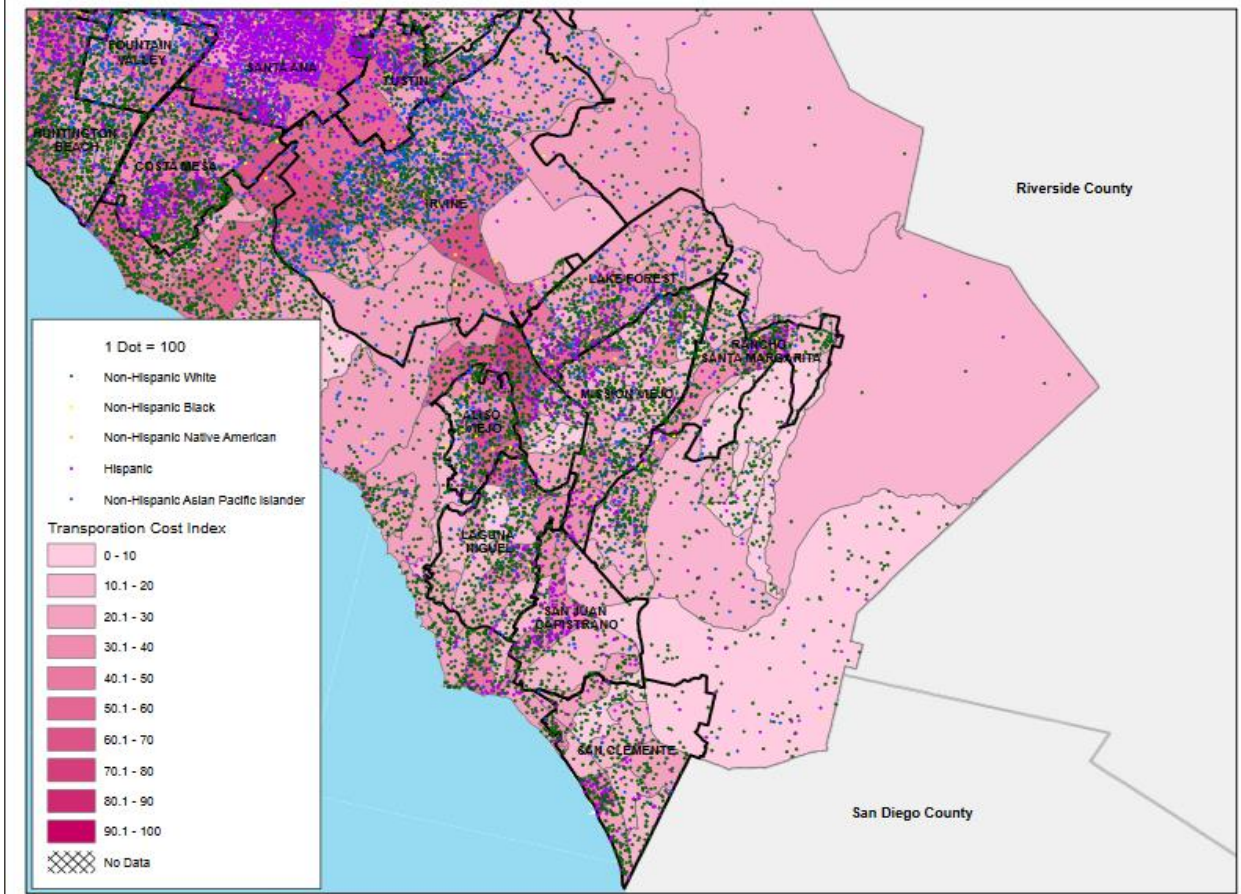 FOUNTAIN
VALLEY
SANTA ANA
TUSTIN
HUNTINGTON
BEACH
COSTA MESA
IRVINE
Riverside County
LAKE FOREST
RANCHO
SANTA MARGARITA
MISSION VIEJO
ALISO
VIEJO
LAGUNA
NIGUEL
SAN JUAN
CAPISTRANO
SAN CLEMENTE
San Diego County
1 Dot = 100
Non-Hispanic White
Non-Hispanic Black
Non-Hispanic Native American
Hispanic
Non-Hispanic Asian Pacific Islander
Transporation Cost Index
0 - 10
10.1 - 20
20.1 - 30
30.1 - 40
40.1 - 50
50.1 - 60
60.1 - 70
70.1 - 80
80.1 - 90
90.1 - 100
No Data